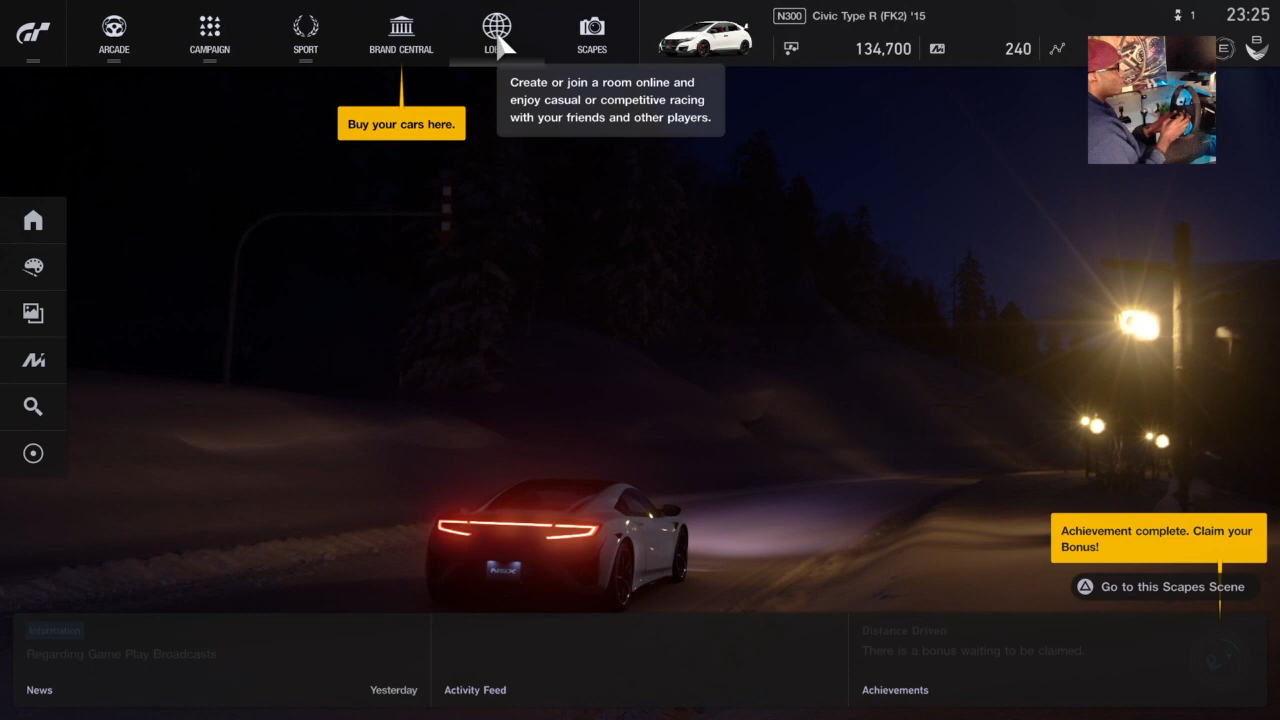 ARCADE
CAMPAIGN
SPORT
BRAND CENTRAL
LOB
SCAPES
N300 Civic Type R (FK2) '15
134,700
240
1
23:25
E
B
Buy your cars here.
Create or join a room online and
enjoy casual or competitive racing
with your friends and other players.
NSX
Achievement complete. Claim your
Bonus!
Go to this Scapes Scene
Information
Regarding Game Play Broadcasts
News
Yesterday
Activity Feed
Distance Driven
There is a bonus waiting to be claimed.
Achievements